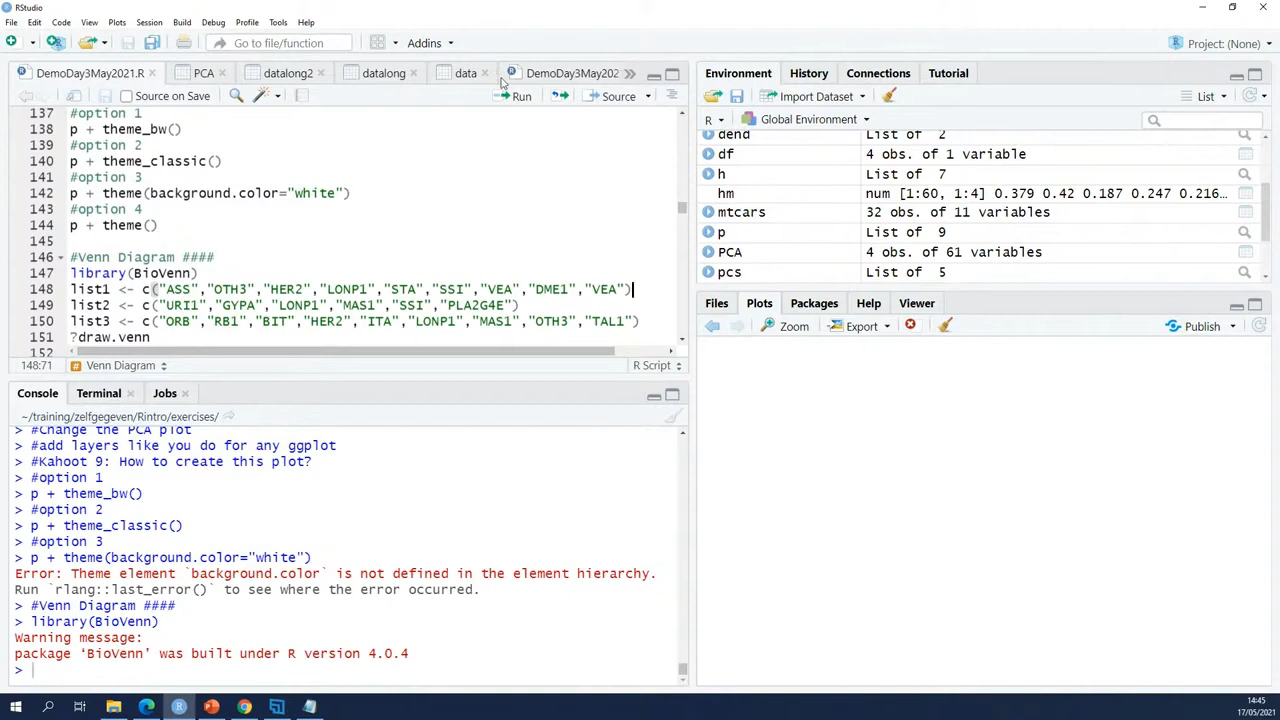 RStudio
File Edit Code View Plots Session Build Debug Profile Tools Help
Go to file/function Addins Project: (None)
DemoDay3May2021.R PCA datalong2 datalong data DemoDay3May202
Source on Save Run Source
137 #option 1
138 p + theme_bw()
139 #option 2
140 p + theme_classic()
141 #option 3
142 p + theme(background.color="white")
143 #option 4
144 p + theme()
145
146 #Venn Diagram ####
147 library(BioVenn)
148 list1 <- c("ASS","OTH3","HER2","LONP1","STA","SSI","VEA","DME1","VEA")
149 list2 <- c("URI1","GYPA","LONP1","MAS1","SSI","PLA2G4E")
150 list3 <- c("ORB","RB1","BIT","HER2","ITA","LONP1","MAS1","OTH3","TAL1")
151 ?draw.venn
152
148:71 # Venn Diagram R Script
Console Terminal Jobs
~/training/zelfgegeven/Rintro/exercises/
> #Change the PCA plot
> #add layers like you do for any ggplot
> #Kahoot 9: How to create this plot?
> #option 1
> p + theme_bw()
> #option 2
> p + theme_classic()
> #option 3
> p + theme(background.color="white")
Error: Theme element `background.color` is not defined in the element hierarchy.
Run `rlang::last_error()` to see where the error occurred.
> #Venn Diagram ####
> library(BioVenn)
Warning message:
package ‘BioVenn’ was built under R version 4.0.4
>
Environment History Connections Tutorial
Import Dataset List
R Global Environment
dend List of 2
df 4 obs. of 1 variable
h List of 7
hm num [1:60, 1:4] 0.379 0.42 0.187 0.247 0.216...
mtcars 32 obs. of 11 variables
p List of 9
PCA 4 obs. of 61 variables
pcs List of 5
Files Plots Packages Help Viewer
Zoom Export Publish
14:45
17/05/2021